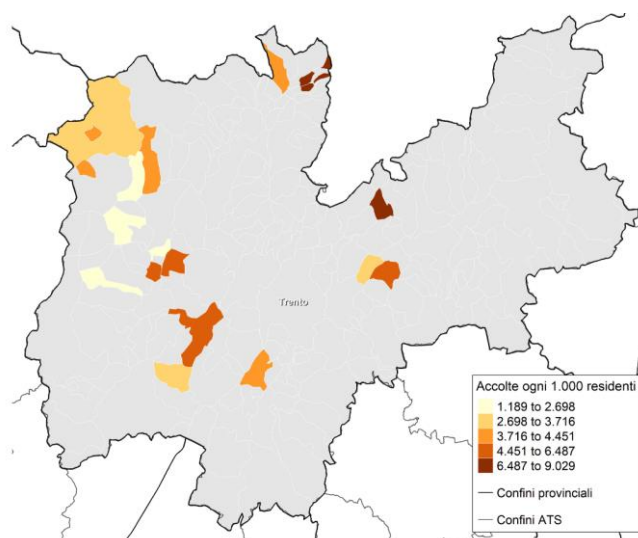 Trento
Accolte ogni 1.000 residenti
1.189 to 2.698
2.698 to 3.716
3.716 to 4.451
4.451 to 6.487
6.487 to 9.029
Confini provinciali
Confini ATS